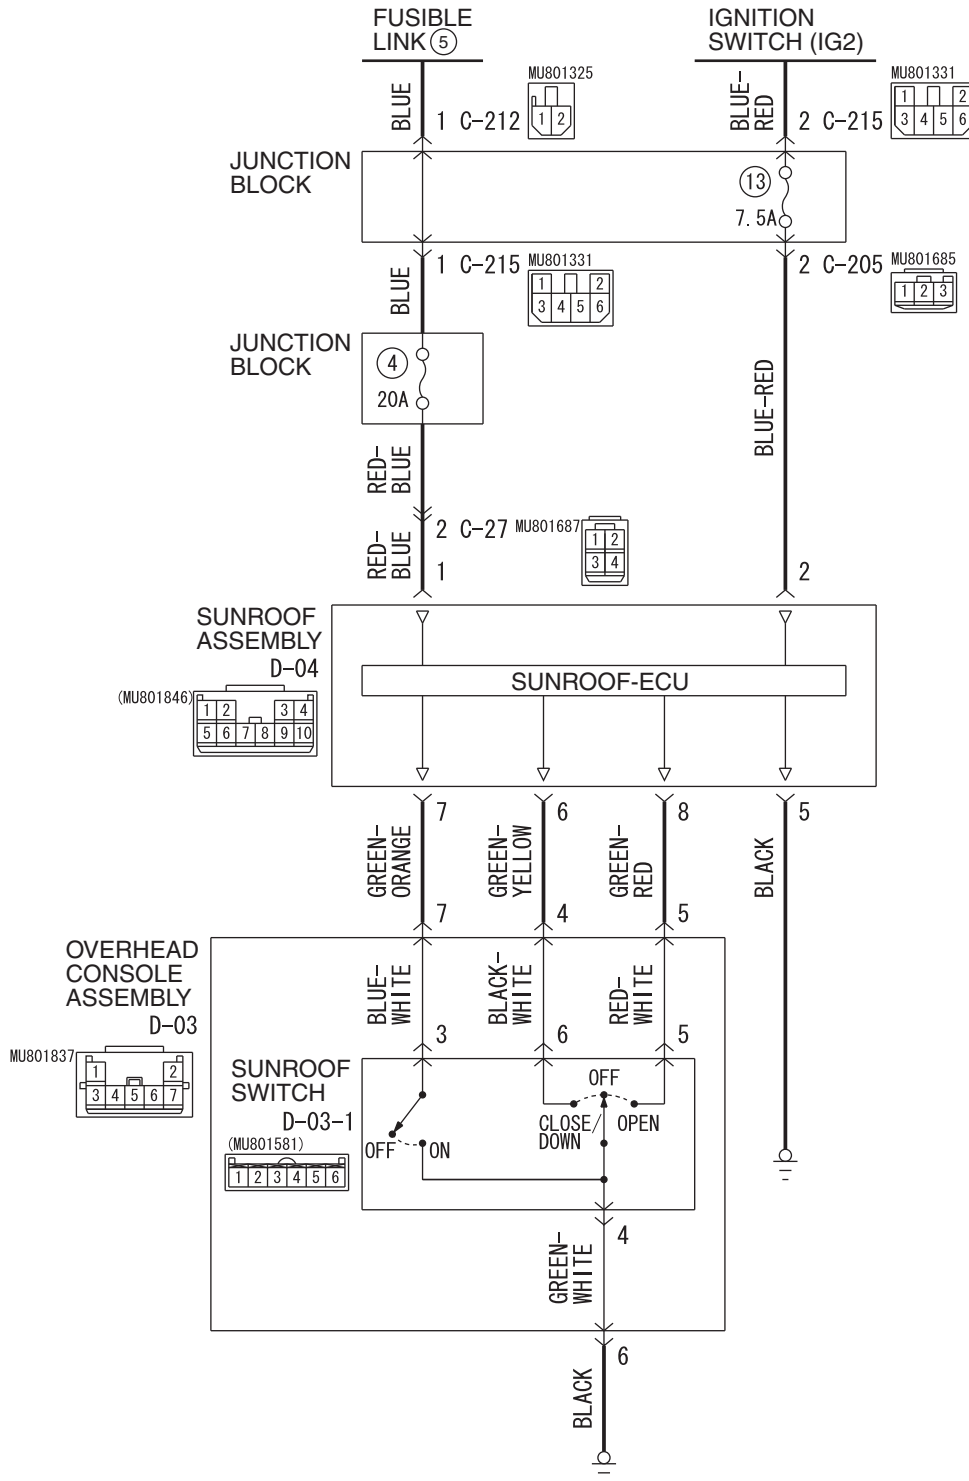 FUSIBLE
LINK ⑤
IGNITION
SWITCH (IG2)
BLUE
1 C-212
MU801325
1 2
BLUE-
RED
2 C-215
MU801331
1 2
3 4 5 6
JUNCTION
BLOCK
⑬
7.5A
1 C-215
MU801331
1 2
3 4 5 6
2 C-205
MU801685
1 2 3
BLUE
JUNCTION
BLOCK
④
20A
BLUE-RED
RED-
BLUE
2 C-27
MU801687
1 2
3 4
RED-
BLUE
1
2
SUNROOF
ASSEMBLY
D-04
(MU801846)
1 2 3 4
5 6 7 8 9 10
SUNROOF-ECU
7
6
8
5
GREEN-
ORANGE
GREEN-
YELLOW
GREEN-
RED
BLACK
7
4
5
OVERHEAD
CONSOLE
ASSEMBLY
D-03
MU801837
1 2
3 4 5 6 7
BLUE-
WHITE
BLACK-
WHITE
RED-
WHITE
3
6
5
SUNROOF
SWITCH
D-03-1
(MU801581)
1 2 3 4 5 6
OFF
ON
OFF
CLOSE/
DOWN
OPEN
4
GREEN-
WHITE
6
BLACK